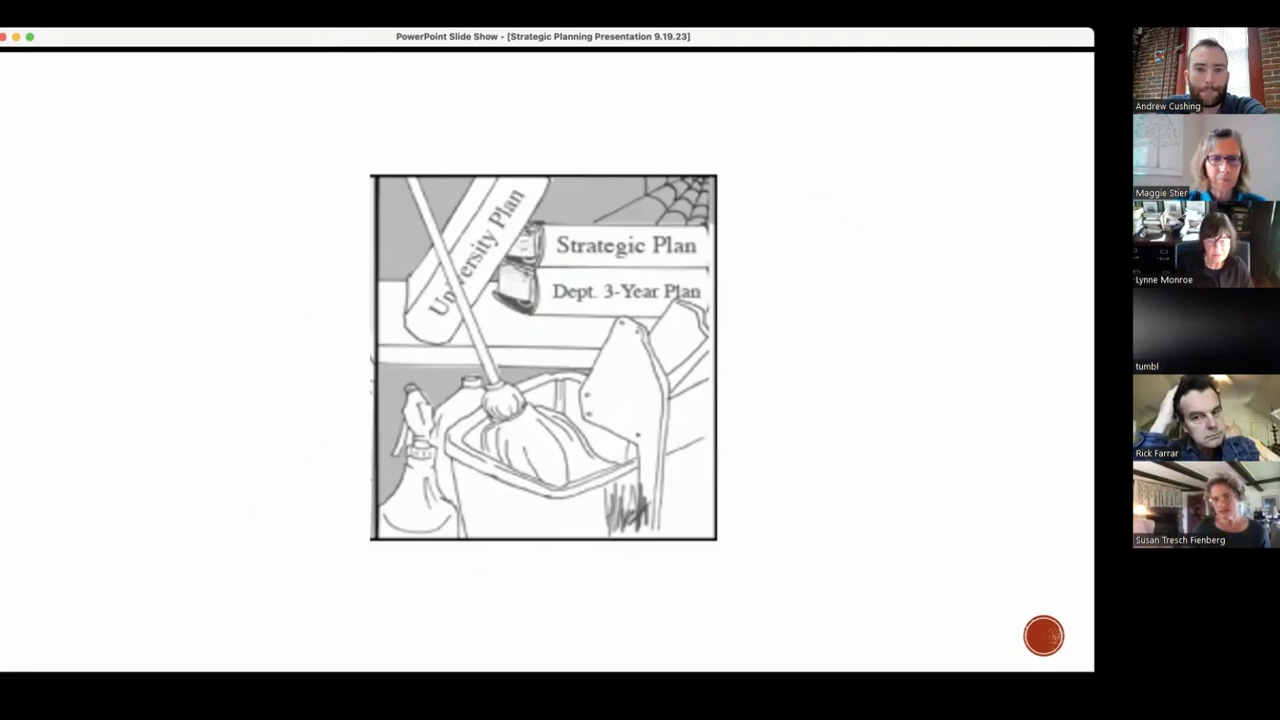 PowerPoint Slide Show - [Strategic Planning Presentation 9.19.23]
University Plan
Strategic Plan
Dept. 3-Year Plan
Andrew Cushing
Maggie Stier
Lynne Monroe
tumbl
Rick Farrar
Susan Tresch Fienberg